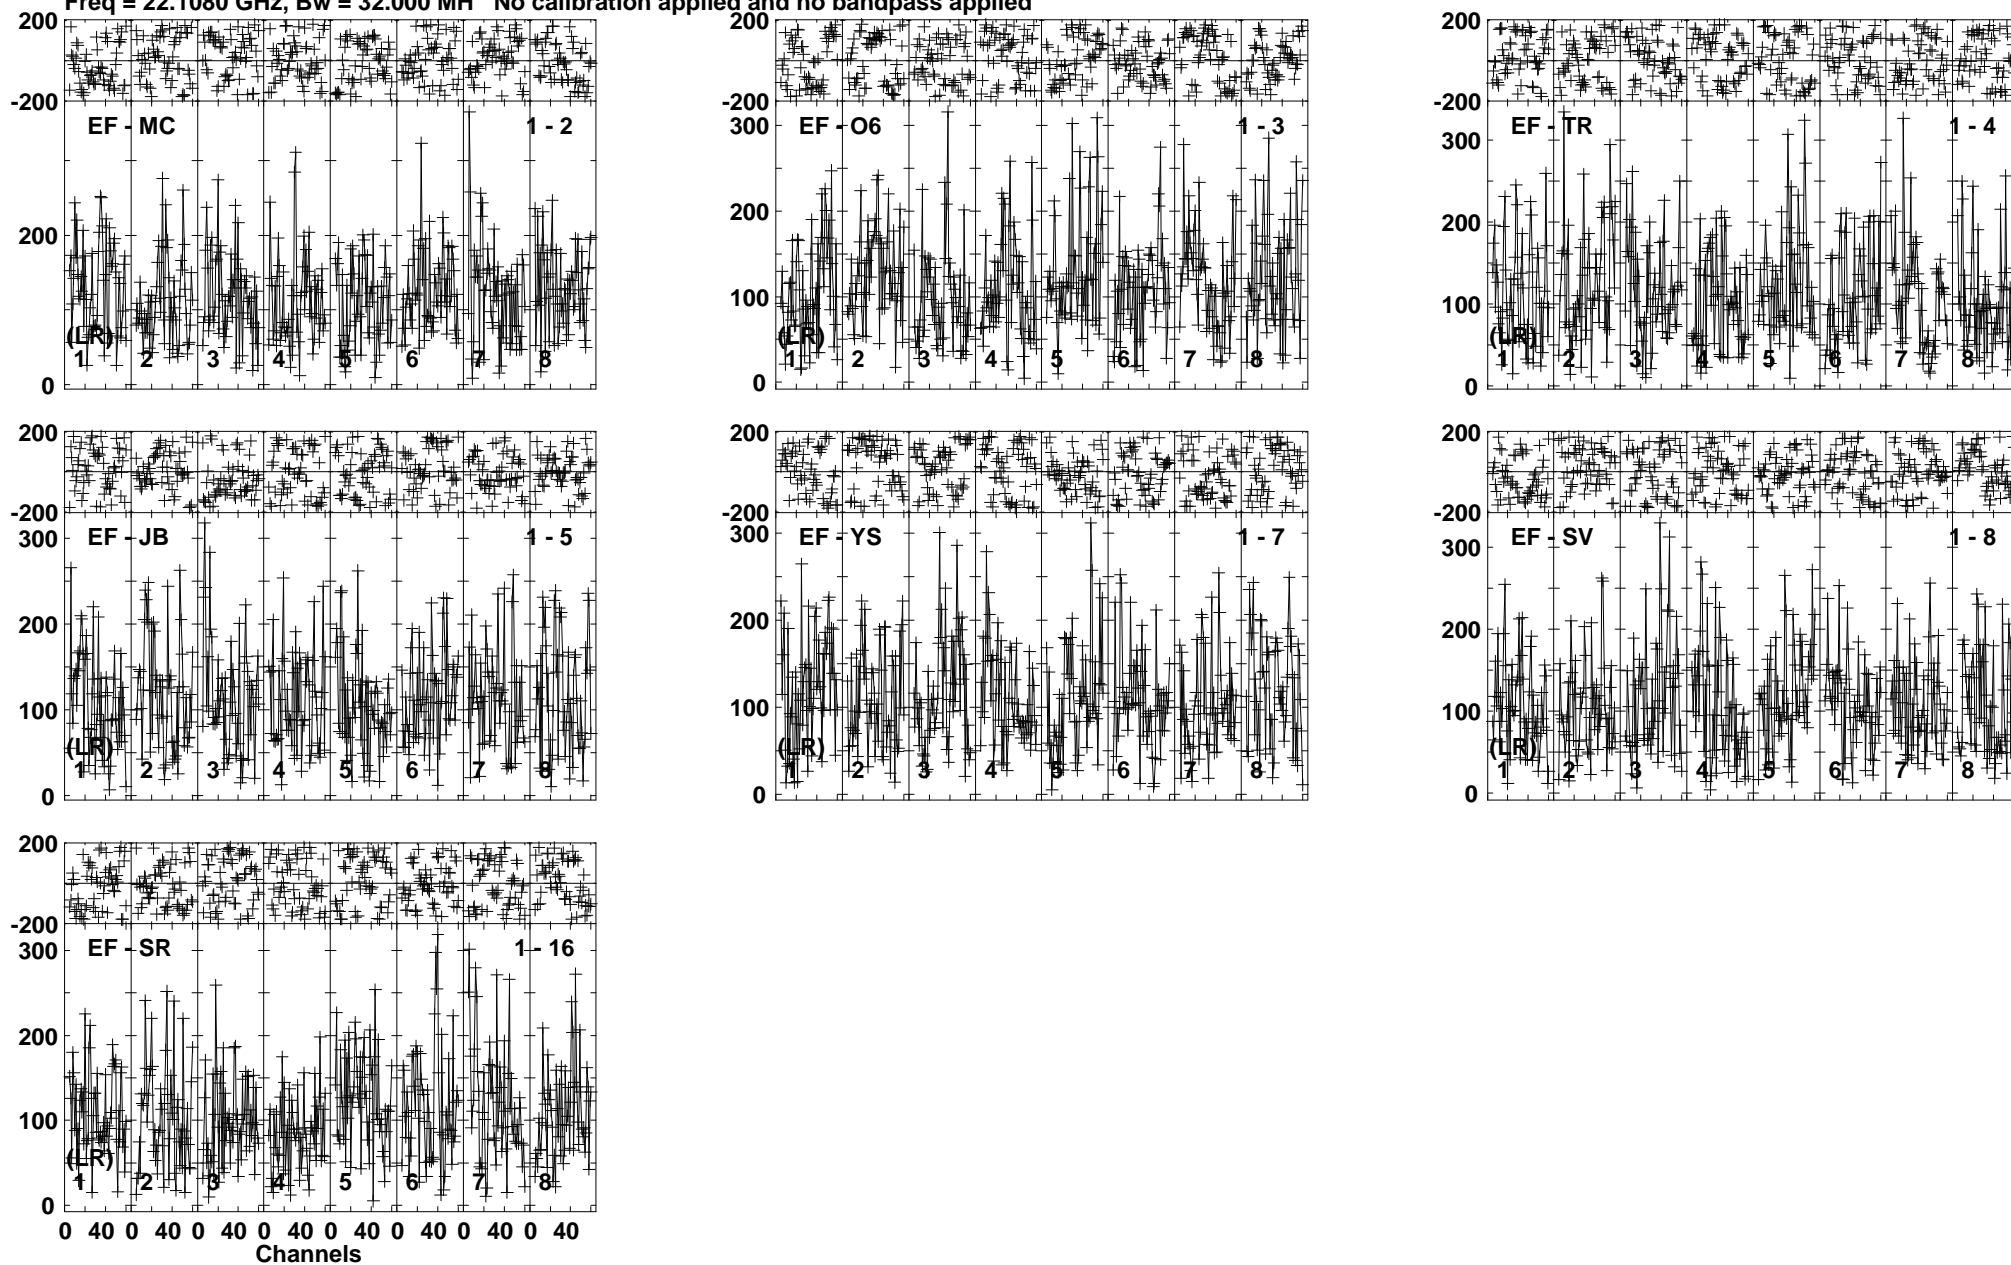 Freq = 22.1080 GHz, Bw = 32.000 MH No calibration applied and no bandpass applied
200 200 200
-200 -200 -200
EF - MC 1 - 2 EF - O6 1 - 3 EF - TR 1 - 4
300 300
200 200 200
100 100
(LR) (LR) (LR)
1 2 3 4 5 6 7 8 1 2 3 4 5 6 7 8 1 2 3 4 5 6 7 8
0 0 0
200 200 200
-200 -200 -200
EF - JB 1 - 5 EF - YS 1 - 7 EF - SV 1 - 8
300 300 300
200 200 200
100 100 100
(LR) (LR) (LR)
1 2 3 4 5 6 7 8 1 2 3 4 5 6 7 8 1 2 3 4 5 6 7 8
0 0 0
200
-200
EF - SR 1 - 16
300
200
100
(LR)
1 2 3 4 5 6 7 8
0
0 40 0 40 0 40 0 40 0 40 0 40 0 40 0 40
Channels